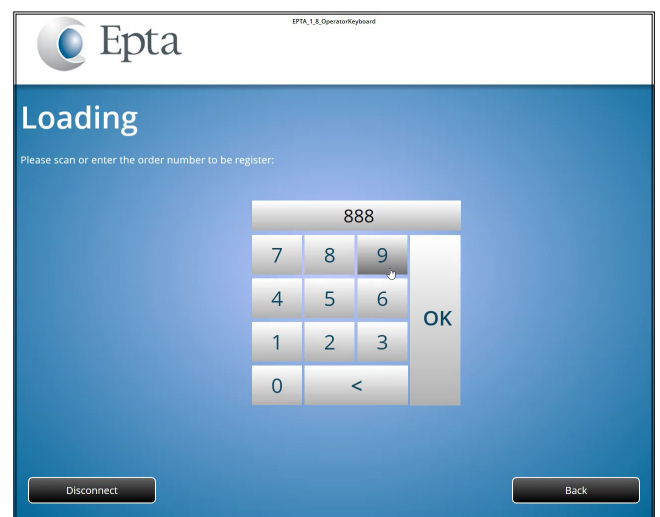 EPTA_1_8_OperatorKeyboard
Epta
Loading
Please scan or enter the order number to be register:
888
7 8 9
4 5 6
OK
1 2 3
0 <
Disconnect Back